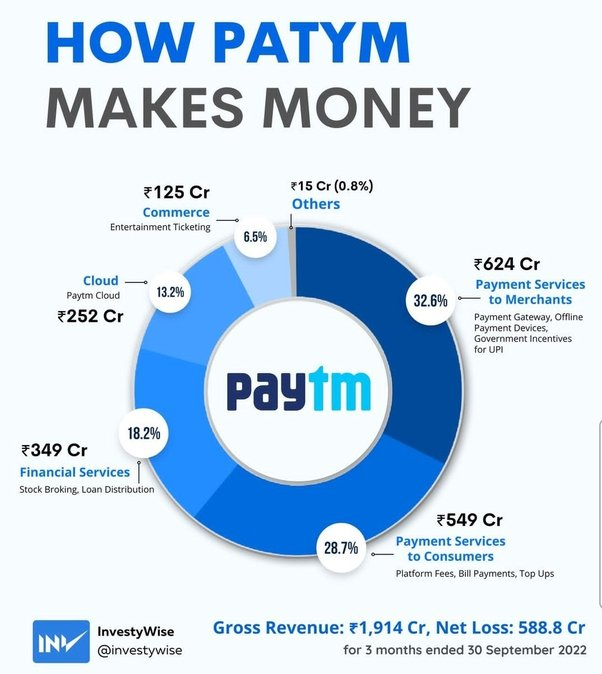 HOW PATYM
MAKES MONEY
₹15 Cr (0.8%)
Others
₹125 Cr
Commerce
Entertainment Ticketing
6.5%
Cloud
Paytm Cloud
₹252 Cr
13.2%
₹624 Cr
Payment Services
to Merchants
Payment Gateway, Offline
Payment Devices,
Government Incentives
for UPI
32.6%
paytm
18.2%
₹349 Cr
Financial Services
Stock Broking, Loan Distribution
₹549 Cr
Payment Services
to Consumers
Platform Fees, Bill Payments, Top Ups
28.7%
INV
InvestyWise
@investywise
Gross Revenue: ₹1,914 Cr, Net Loss: 588.8 Cr
for 3 months ended 30 September 2022